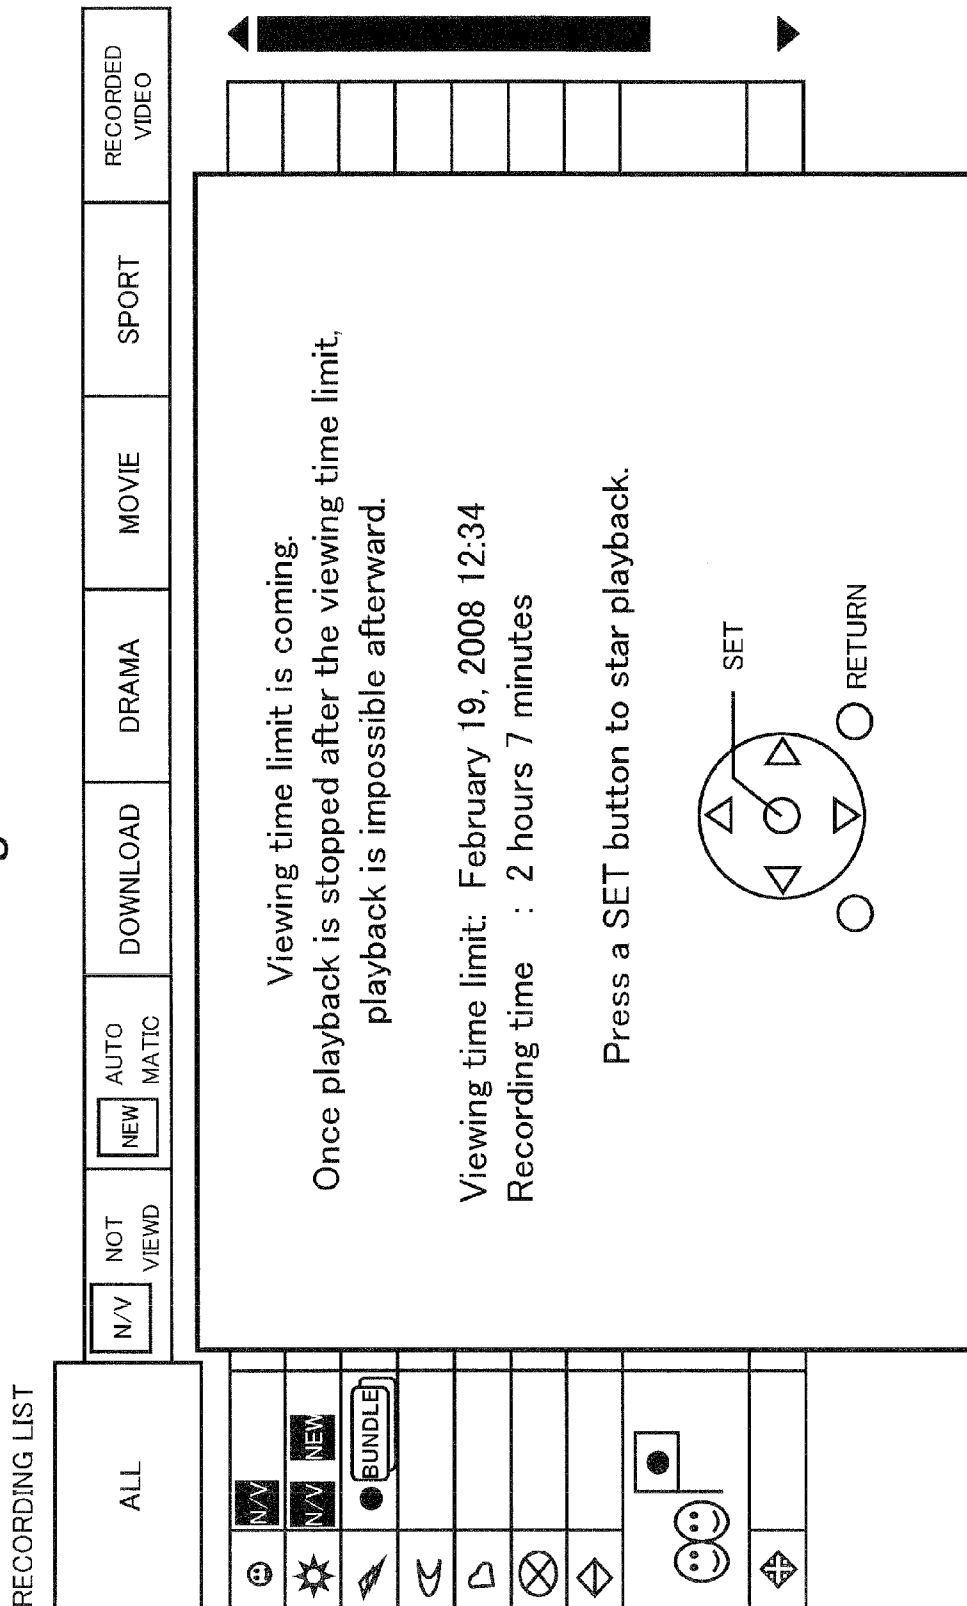 RECORDING LIST
ALL
N/V
NOT
VIEWD
NEW
AUTO
MATIC
DOWNLOAD
DRAMA
MOVIE
SPORT
RECORDED
VIDEO
N/V
N/V NEW
BUNDLE
Viewing time limit is coming.
Once playback is stopped after the viewing time limit,
playback is impossible afterward.
Viewing time limit: February 19, 2008 12:34
Recording time : 2 hours 7 minutes
Press a SET button to star playback.
SET
RETURN